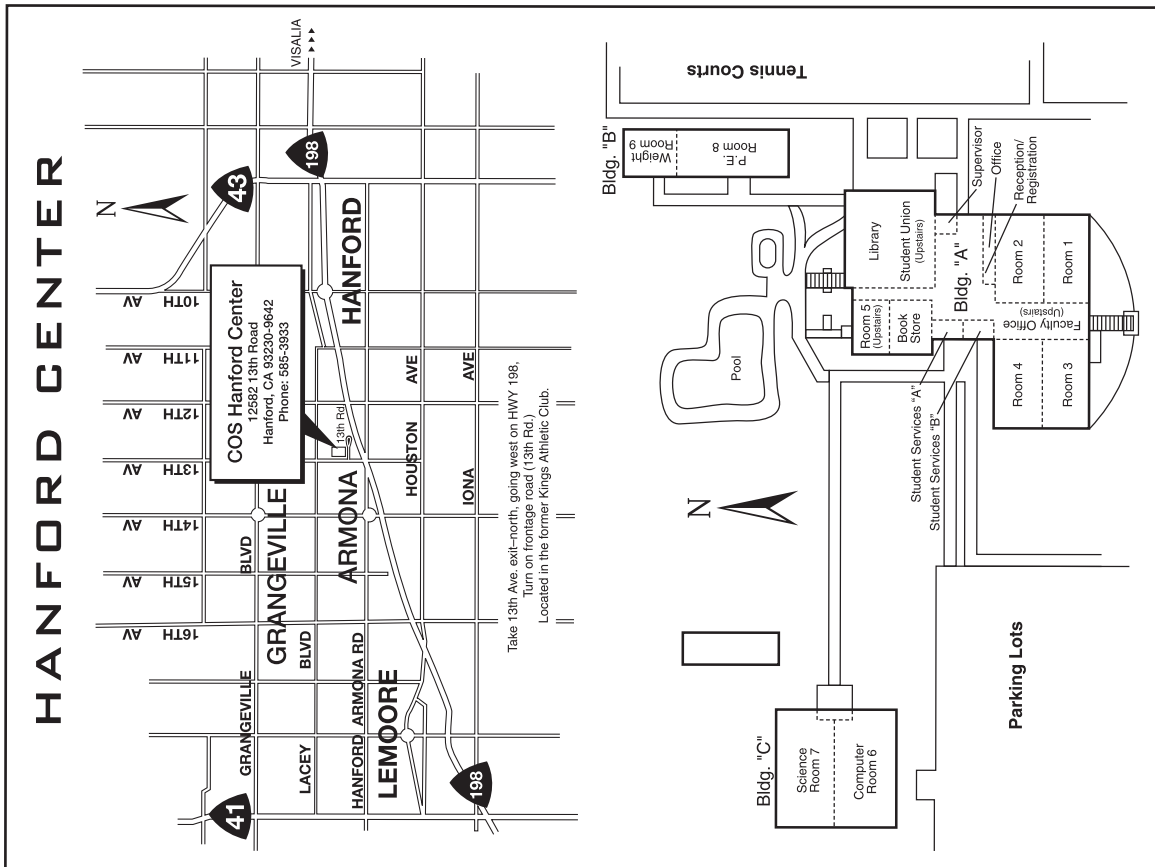 HANFORD CENTER
VISALIA
N
43
198
10TH AV
11TH AV
12TH AV
13TH AV
14TH AV
15TH AV
16TH AV
COS Hanford Center
12582 13th Road
Hanford, CA 93230-9642
Phone: 585-3933
HANFORD
13th Rd.
HOUSTON AVE
IONA AVE
GRANGEVILLE BLVD
GRANGEVILLE
ARMONA
LACEY BLVD
HANFORD ARMONA RD
LEMOORE
41
198
Take 13th Ave. exit–north, going west on HWY 198,
Turn on frontage road (13th Rd.)
Located in the former Kings Athletic Club.
Tennis Courts
Bldg. "B"
Weight
Room 9
P.E.
Room 8
Library
Student Union
(Upstairs)
Supervisor
Office
Reception/
Registration
Bldg. "A"
Room 5
(Upstairs)
Book
Store
Room 2
Room 1
Faculty Office
(Upstairs)
Room 4
Room 3
Pool
Student Services "A"
Student Services "B"
N
Bldg. "C"
Science
Room 7
Computer
Room 6
Parking Lots